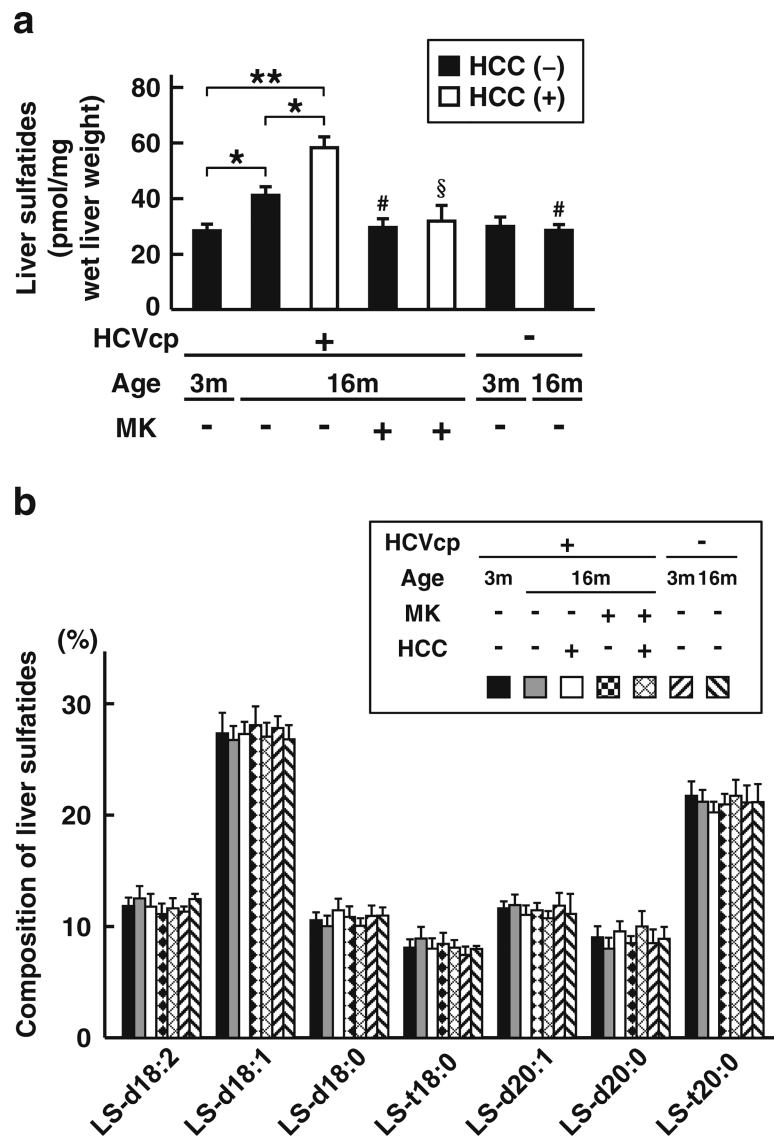 a
HCC (–)
HCC (+)
Liver sulfatides
(pmol/mg
wet liver weight)
80
60
40
20
0
**
*
*
#
§
#
HCVcp + -
Age 3m 16m 3m 16m
MK - - - + + - -
b
HCVcp + -
Age 3m 16m 3m 16m
MK - - - + + - -
HCC - - + - + - -
(%)
Composition of liver sulfatides
30
20
10
0
LS-d18:2
LS-d18:1
LS-d18:0
LS-t18:0
LS-d20:1
LS-d20:0
LS-t20:0